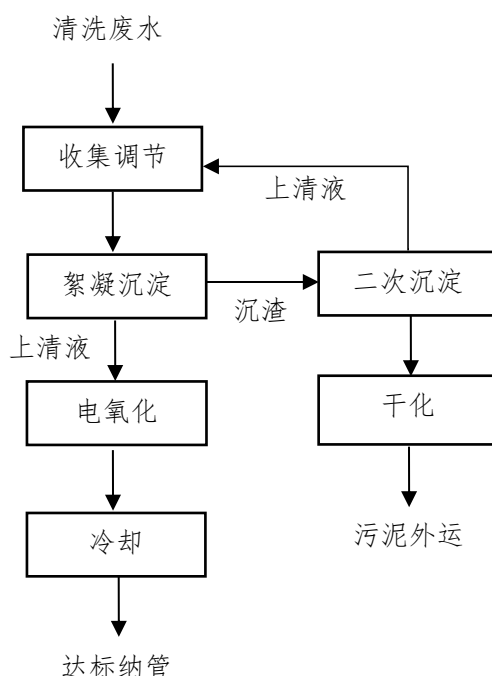 清洗废水
收集调节
上清液
絮凝沉淀
沉渣
二次沉淀
上清液
电氧化
干化
冷却
污泥外运
达标纳管